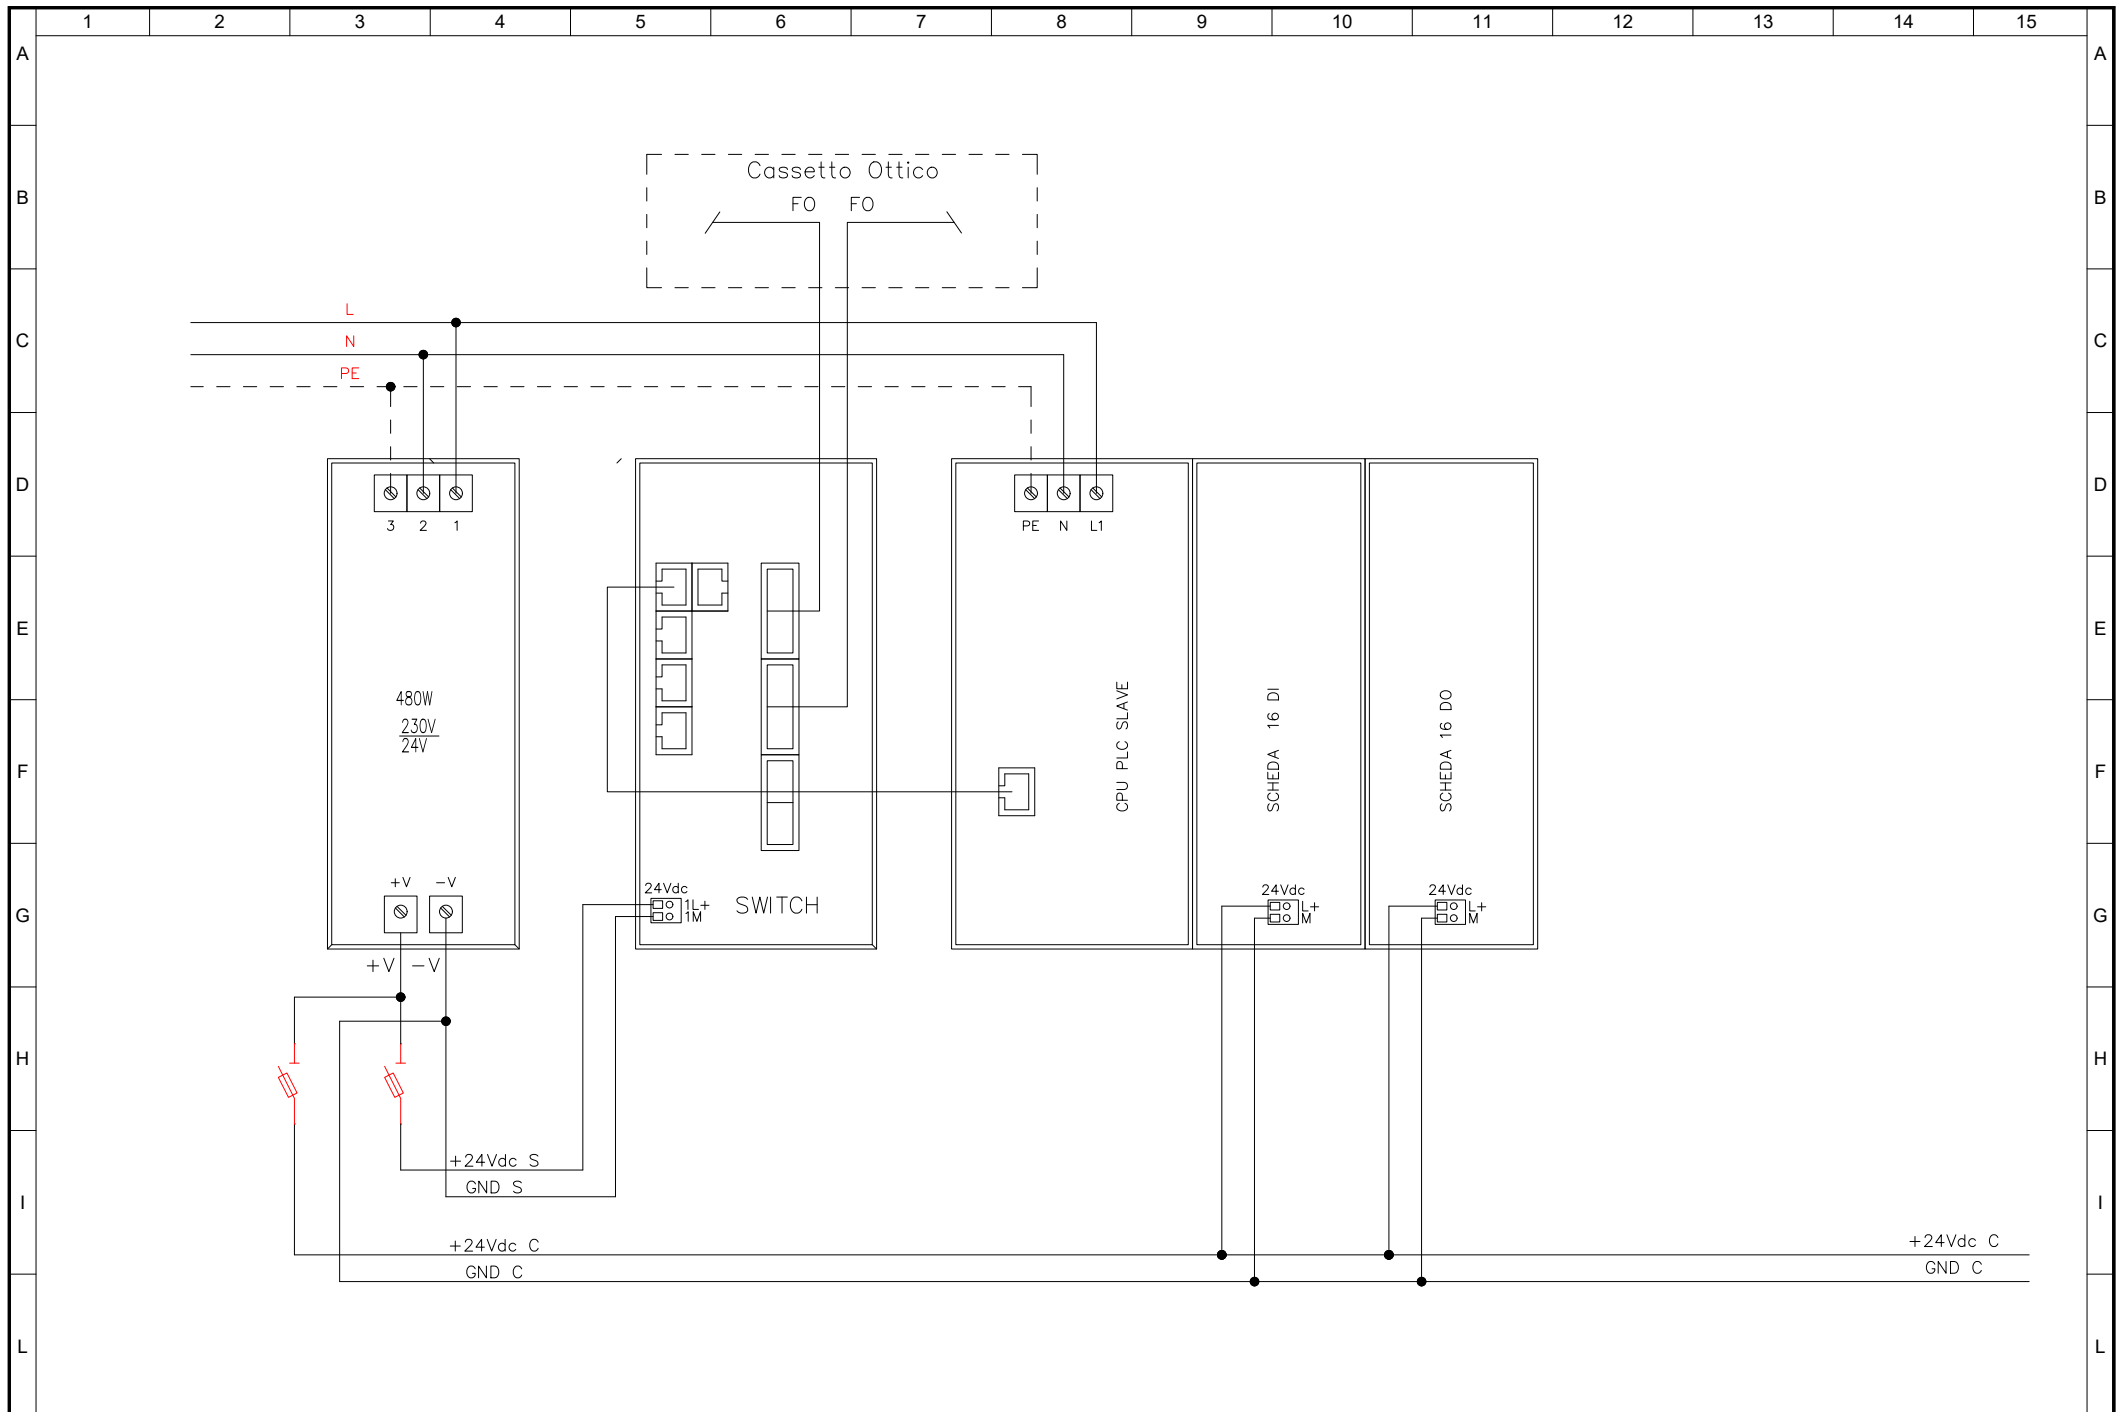 1 2 3 4 5 6 7 8 9 10 11 12 13 14 15
A A
B B
C C
D D
E E
F F
G G
H H
I I
L L
Cassetto Ottico
FO FO
L
N
PE
3 2 1
PE N L1
480W
230V
24V
CPU PLC SLAVE
SCHEDA 16 DI
SCHEDA 16 DO
+V -V
24Vdc
1L+
1M
SWITCH
24Vdc
L+
M
24Vdc
L+
M
+V -V
+24Vdc S
GND S
+24Vdc C
GND C
+24Vdc C
GND C